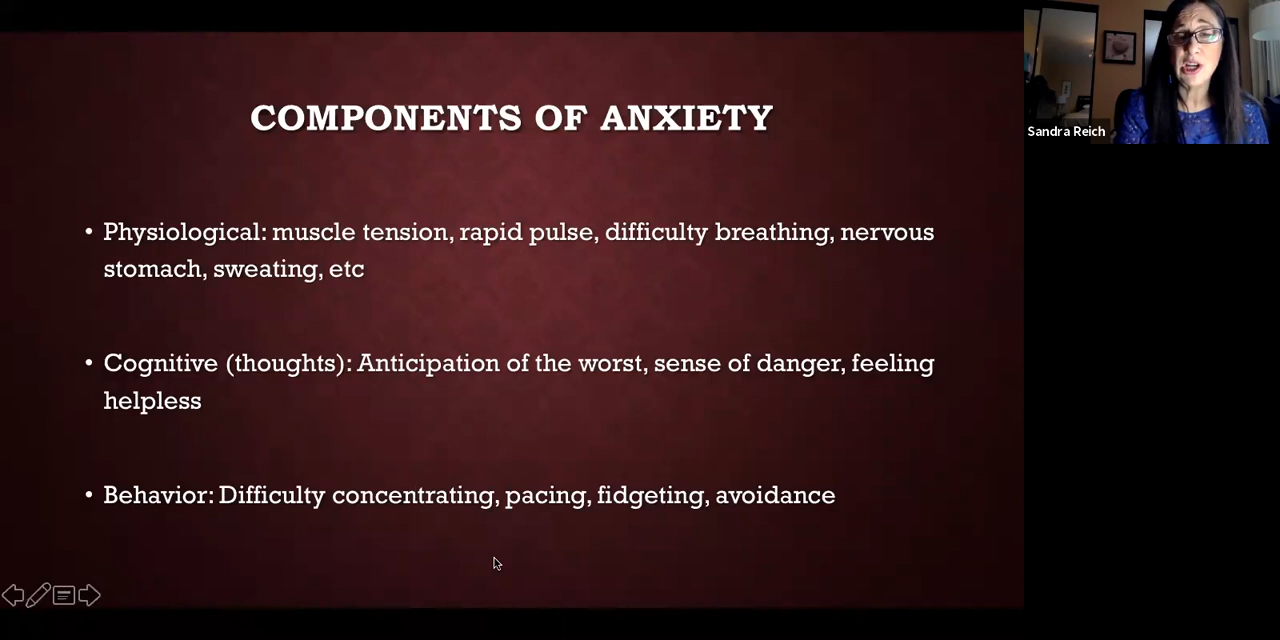 COMPONENTS OF ANXIETY
• Physiological: muscle tension, rapid pulse, difficulty breathing, nervous
stomach, sweating, etc
• Cognitive (thoughts): Anticipation of the worst, sense of danger, feeling
helpless
• Behavior: Difficulty concentrating, pacing, fidgeting, avoidance
Sandra Reich